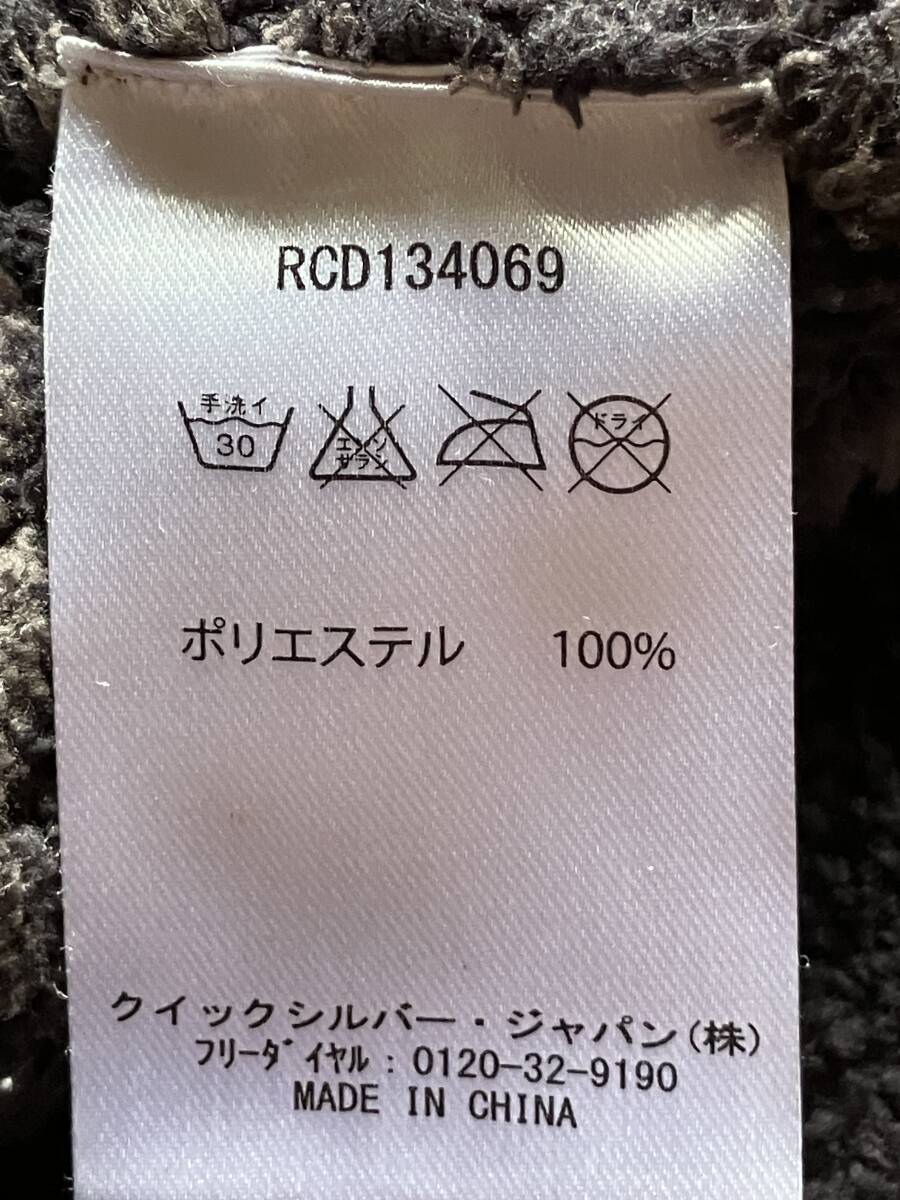 RCD134069
手洗イ
30
エンソ
サラシ
ドライ
ポリエステル 100%
クイックシルバー・ジャパン(株)
フリーダイヤル：0120-32-9190
MADE IN CHINA